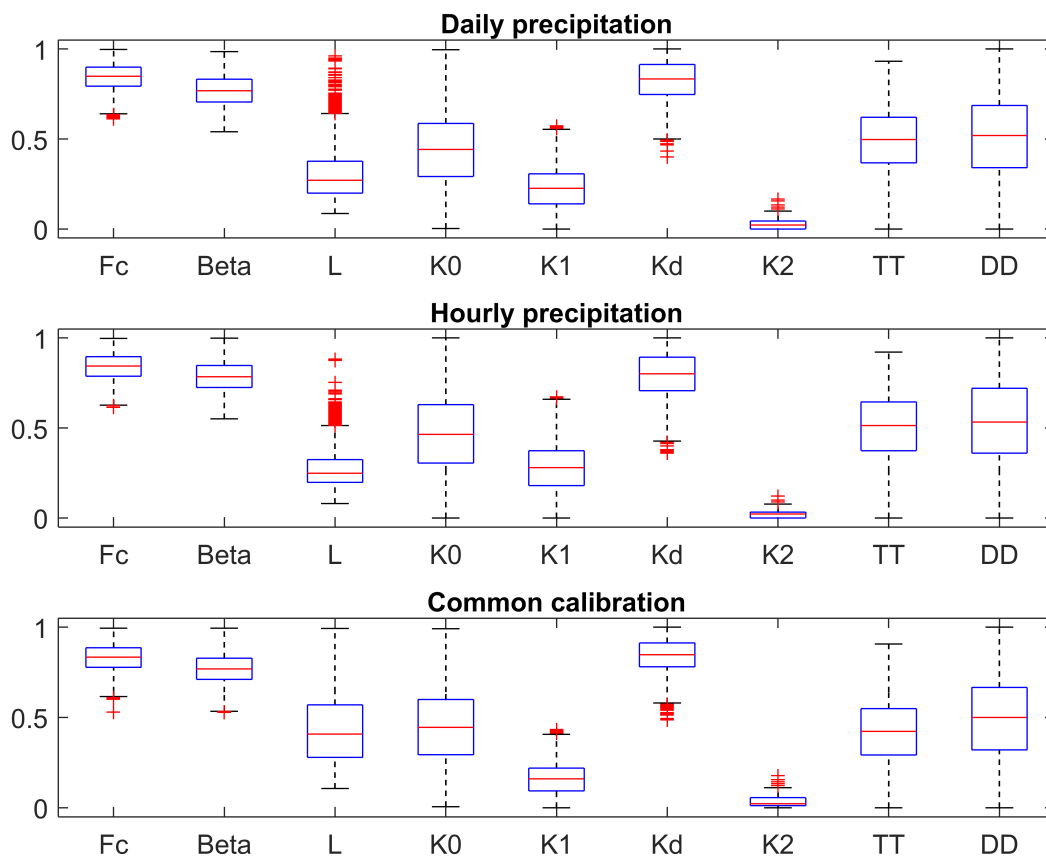 Daily precipitation
1
0.5
0
Fc Beta L K0 K1 Kd K2 TT DD
Hourly precipitation
1
0.5
0
Fc Beta L K0 K1 Kd K2 TT DD
Common calibration
1
0.5
0
Fc Beta L K0 K1 Kd K2 TT DD